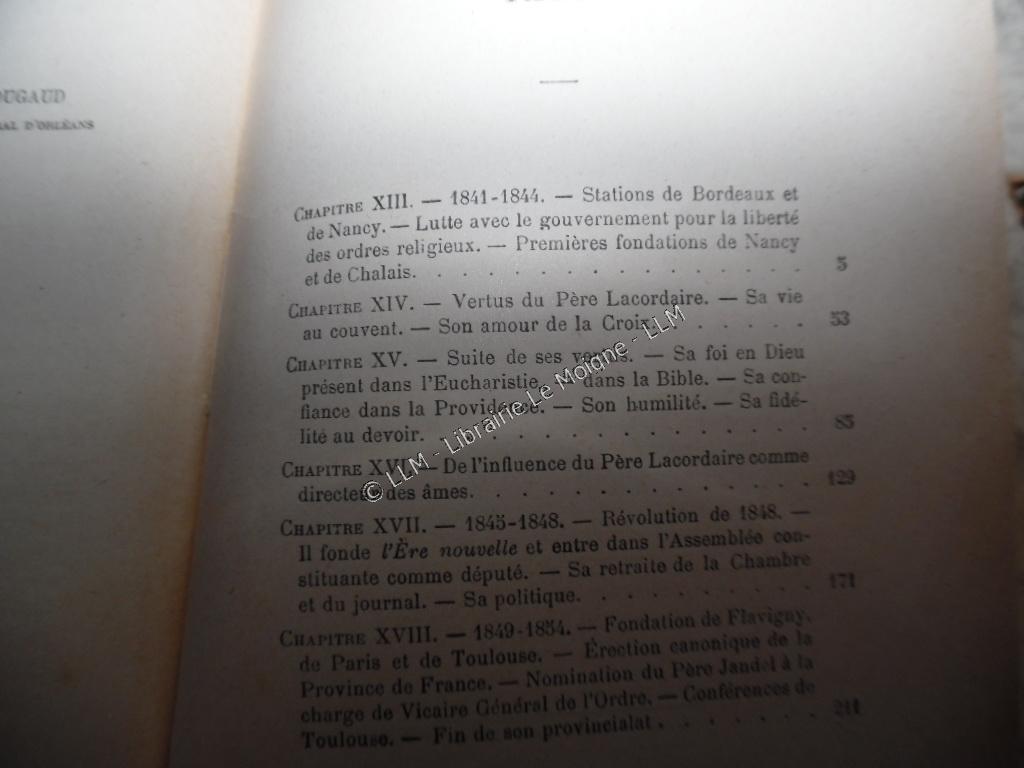 OUGAUD
D'ORLÉANS
CHAPITRE XIII. — 1841-1844. — Stations de Bordeaux et
de Nancy. — Lutte avec le gouvernement pour la liberté
des ordres religieux. — Premières fondations de Nancy
et de Chalais. . . . . . . . . . . . . . . . 5
CHAPITRE XIV. — Vertus du Père Lacordaire. — Sa vie
au couvent. — Son amour de la Croix. . . . . . . 53
CHAPITRE XV. — Suite de ses vertus. — Sa foi en Dieu
présent dans l'Eucharistie, — dans la Bible. — Sa con-
fiance dans la Providence. — Son humilité. — Sa fidé-
lité au devoir. . . . . . . . . . . . . . . . 85
CHAPITRE XVI. — De l'influence du Père Lacordaire comme
directeur des âmes. . . . . . . . . . . . . . 129
CHAPITRE XVII. — 1845-1848. — Révolution de 1848. —
Il fonde l'Ère nouvelle et entre dans l'Assemblée con-
stituante comme député. — Sa retraite de la Chambre
et du journal. — Sa politique. . . . . . . . . . 171
CHAPITRE XVIII. — 1849-1854. — Fondation de Flavigny,
de Paris et de Toulouse. — Érection canonique de la
Province de France. — Nomination du Père Jandel à la
charge de Vicaire Général de l'Ordre. — Conférences de
Toulouse. — Fin de son provincialat . . . . . . . 211
© LLM - Librairie Le Moigne - LLM